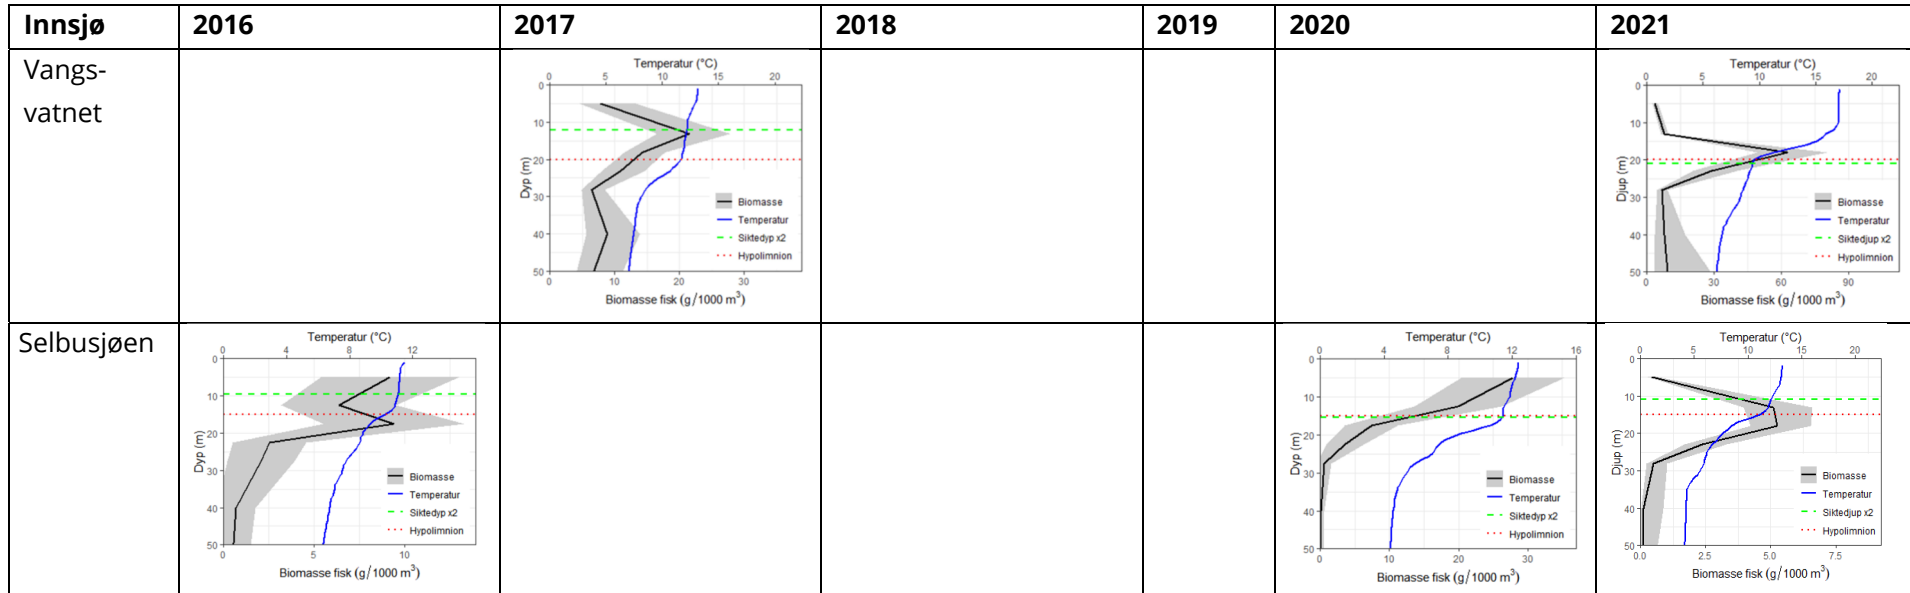 Innsjø 2016 2017 2018 2019 2020 2021
Vangs-
vatnet
Temperatur (°C)
0 5 10 15 20
0
10
20
30
40
50
Dyp (m)
Biomasse
Temperatur
Siktedyp x2
Hypolimnion
0 10 20 30
Biomasse fisk (g/1000 m³)
Temperatur (°C)
0 5 10 15 20
0
10
20
30
40
50
Djup (m)
Biomasse
Temperatur
Siktedjup x2
Hypolimnion
0 30 60 90
Biomasse fisk (g/1000 m³)
Selbusjøen
Temperatur (°C)
0 4 8 12
0
10
20
30
40
50
Dyp (m)
Biomasse
Temperatur
Siktedyp x2
Hypolimnion
0 5 10
Biomasse fisk (g/1000 m³)
Temperatur (°C)
0 4 8 12 16
0
10
20
30
40
50
Dyp (m)
Biomasse
Temperatur
Siktedyp x2
Hypolimnion
0 10 20 30
Biomasse fisk (g/1000 m³)
Temperatur (°C)
0 5 10 15 20
0
10
20
30
40
50
Djup (m)
Biomasse
Temperatur
Siktedjup x2
Hypolimnion
0.0 2.5 5.0 7.5
Biomasse fisk (g/1000 m³)